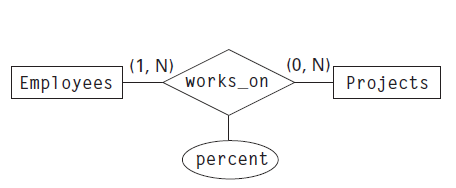 (1, N)
(0, N)
Employees
works_on
Projects
percent